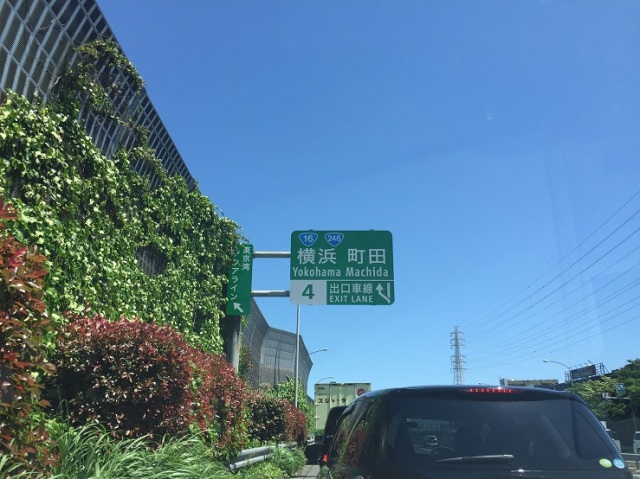 東京湾
アクアライン
16 246
横浜 町田
Yokohama Machida
4 出口車線
EXIT LANE